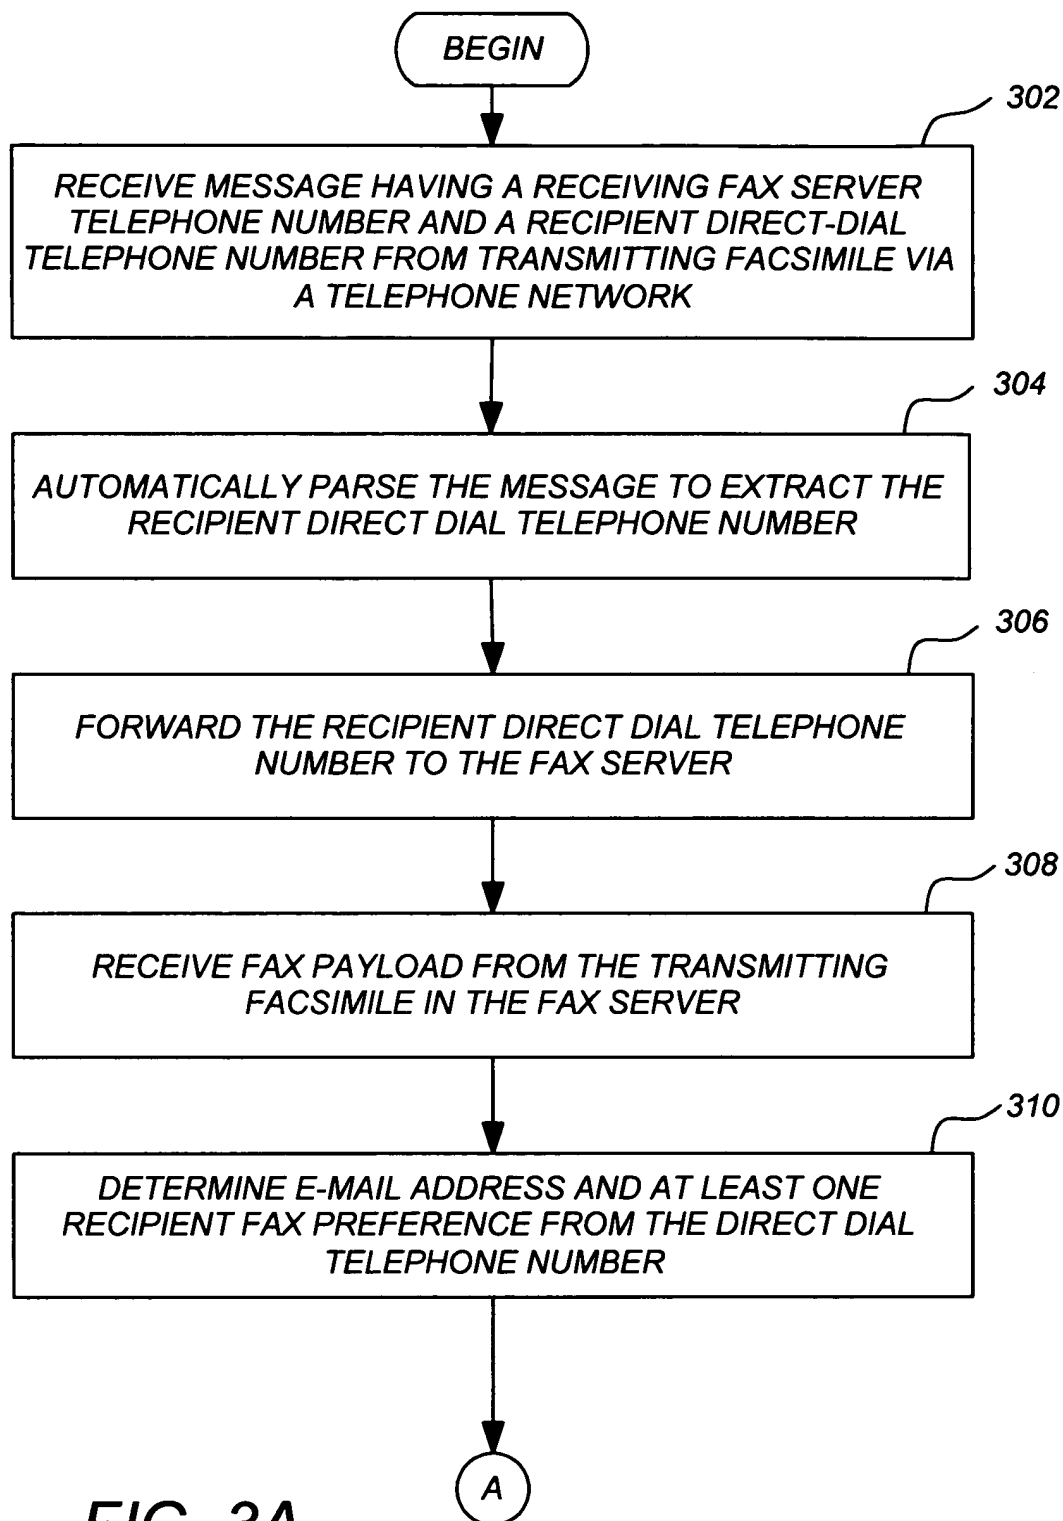 BEGIN
302
RECEIVE MESSAGE HAVING A RECEIVING FAX SERVER
TELEPHONE NUMBER AND A RECIPIENT DIRECT-DIAL
TELEPHONE NUMBER FROM TRANSMITTING FACSIMILE VIA
A TELEPHONE NETWORK
304
AUTOMATICALLY PARSE THE MESSAGE TO EXTRACT THE
RECIPIENT DIRECT DIAL TELEPHONE NUMBER
306
FORWARD THE RECIPIENT DIRECT DIAL TELEPHONE
NUMBER TO THE FAX SERVER
308
RECEIVE FAX PAYLOAD FROM THE TRANSMITTING
FACSIMILE IN THE FAX SERVER
310
DETERMINE E-MAIL ADDRESS AND AT LEAST ONE
RECIPIENT FAX PREFERENCE FROM THE DIRECT DIAL
TELEPHONE NUMBER
A
FIG. 3A